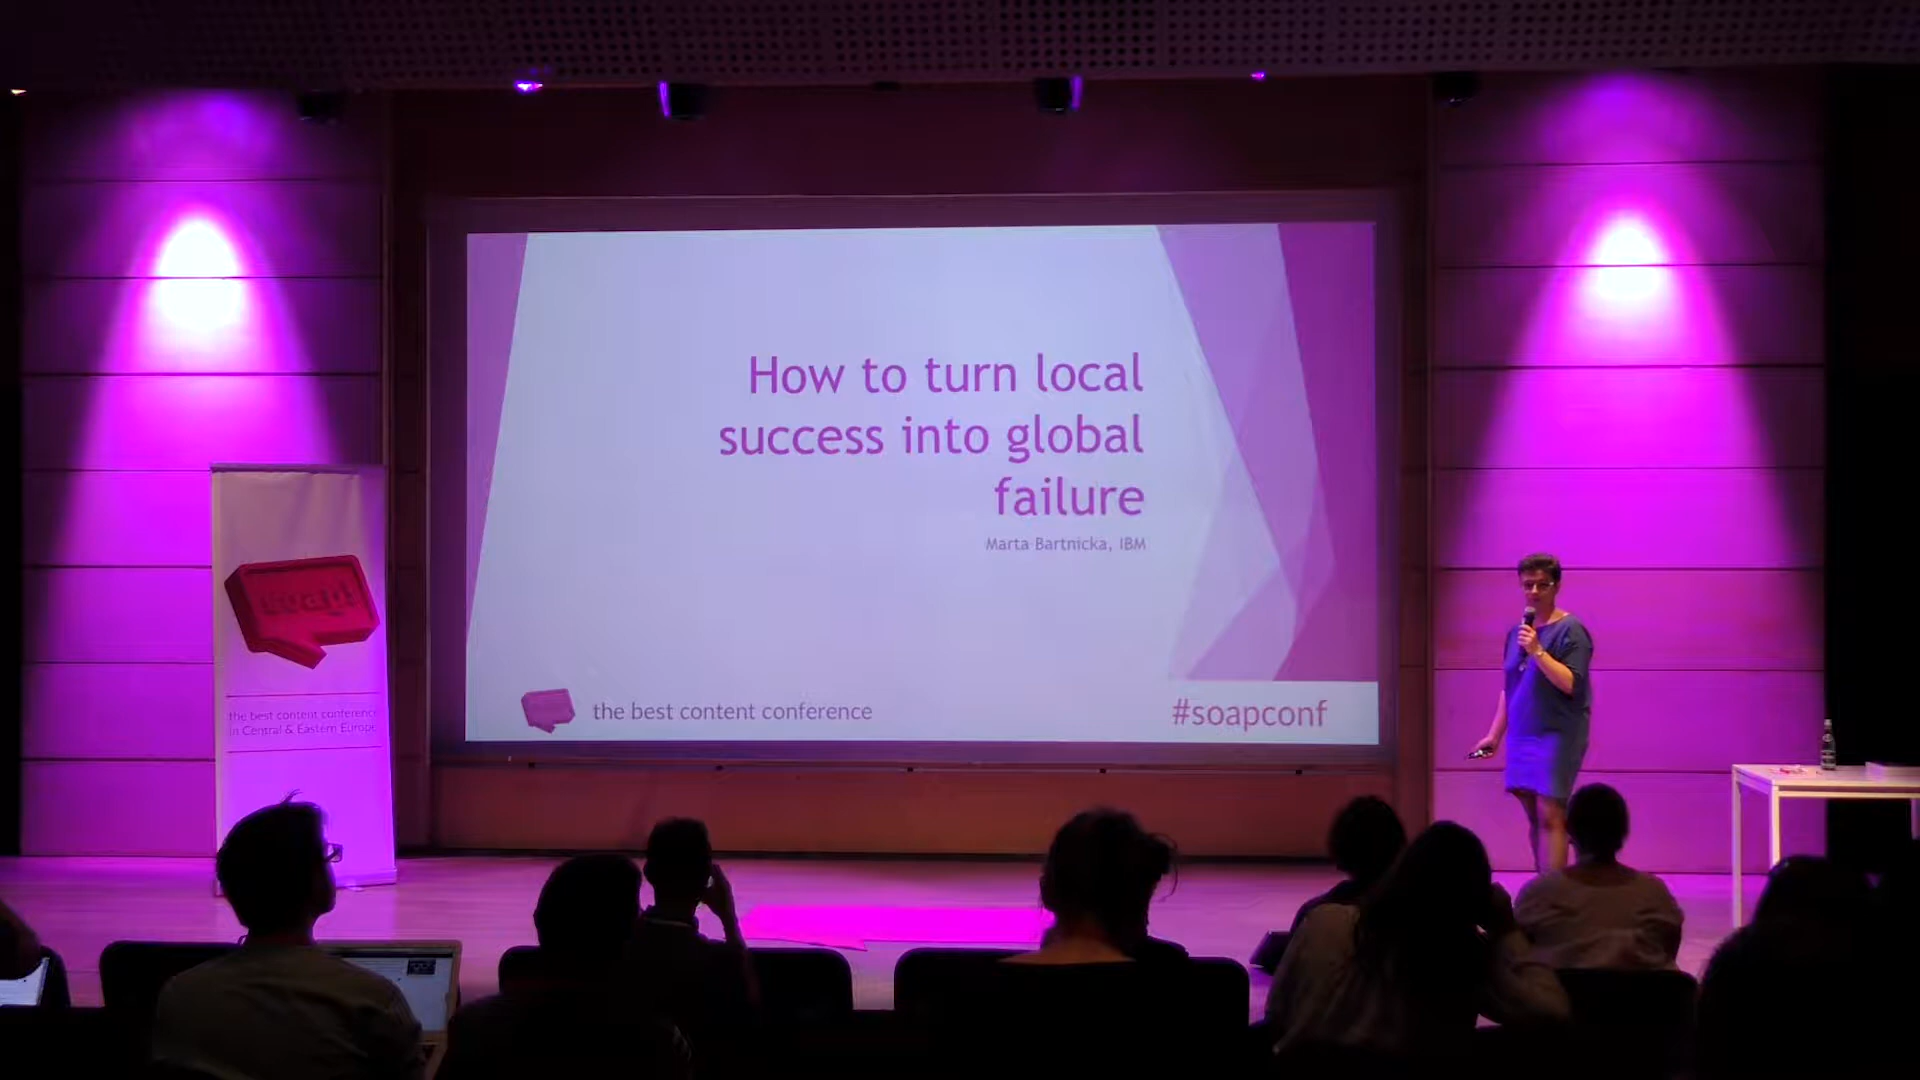 How to turn local
success into global
failure
Marta Bartnicka, IBM
the best content conference
#soapconf
soap!
the best content conference
in Central & Eastern Europe